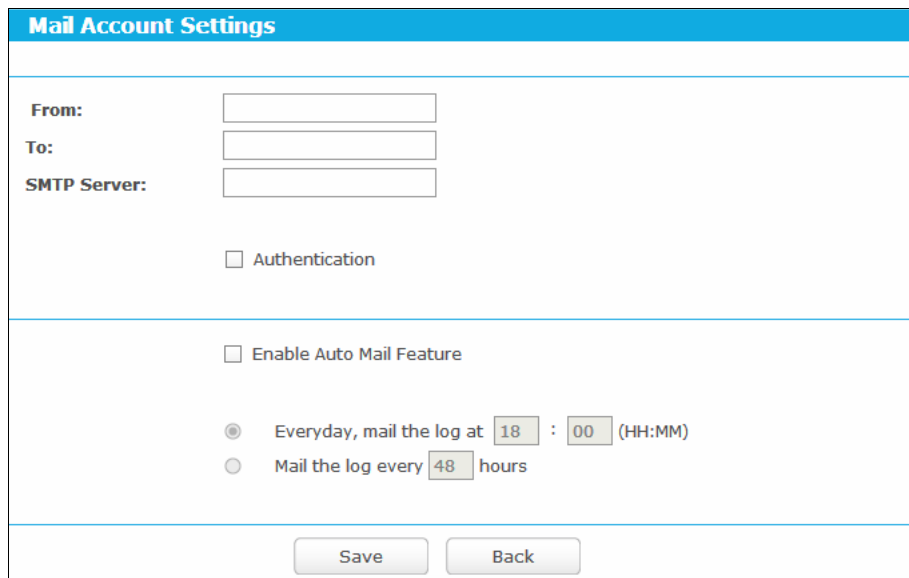 Mail Account Settings
From:
To:
SMTP Server:
Authentication
Enable Auto Mail Feature
Everyday, mail the log at 18 : 00 (HH:MM)
Mail the log every 48 hours
Save Back